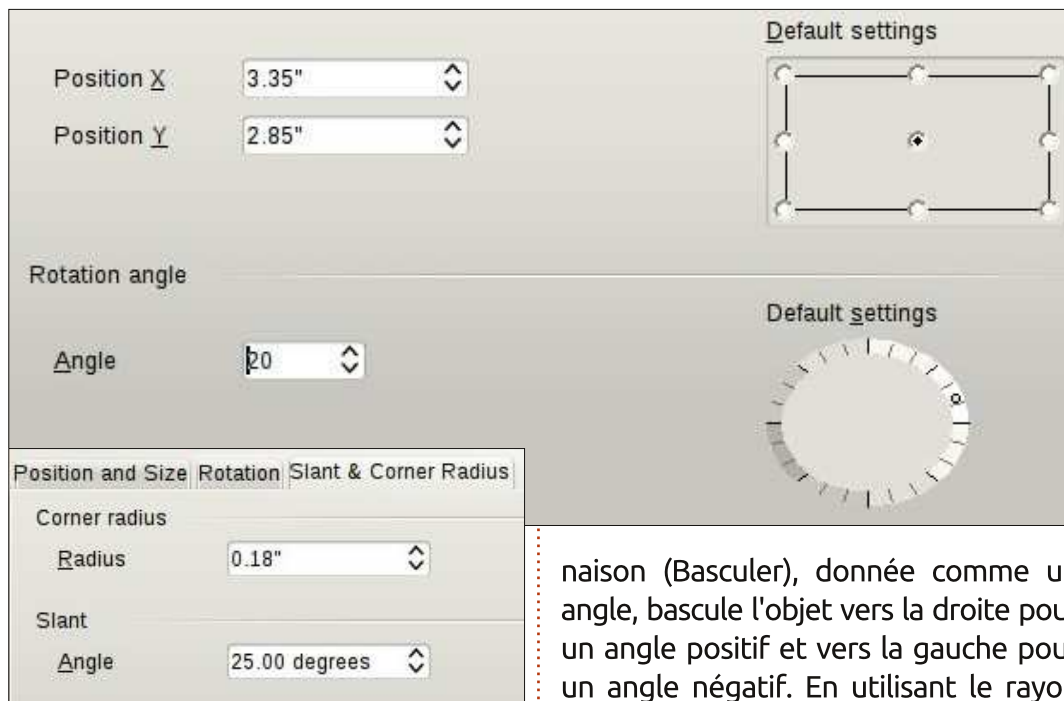 Default settings
Position X 3.35"
Position Y 2.85"
Rotation angle
Default settings
Angle 20
Position and Size Rotation Slant & Corner Radius
Corner radius
Radius 0.18"
Slant
Angle 25.00 degrees
naison (Basculer), donnée comme u
angle, bascule l'objet vers la droite pou
un angle positif et vers la gauche pou
un angle négatif. En utilisant le rayo